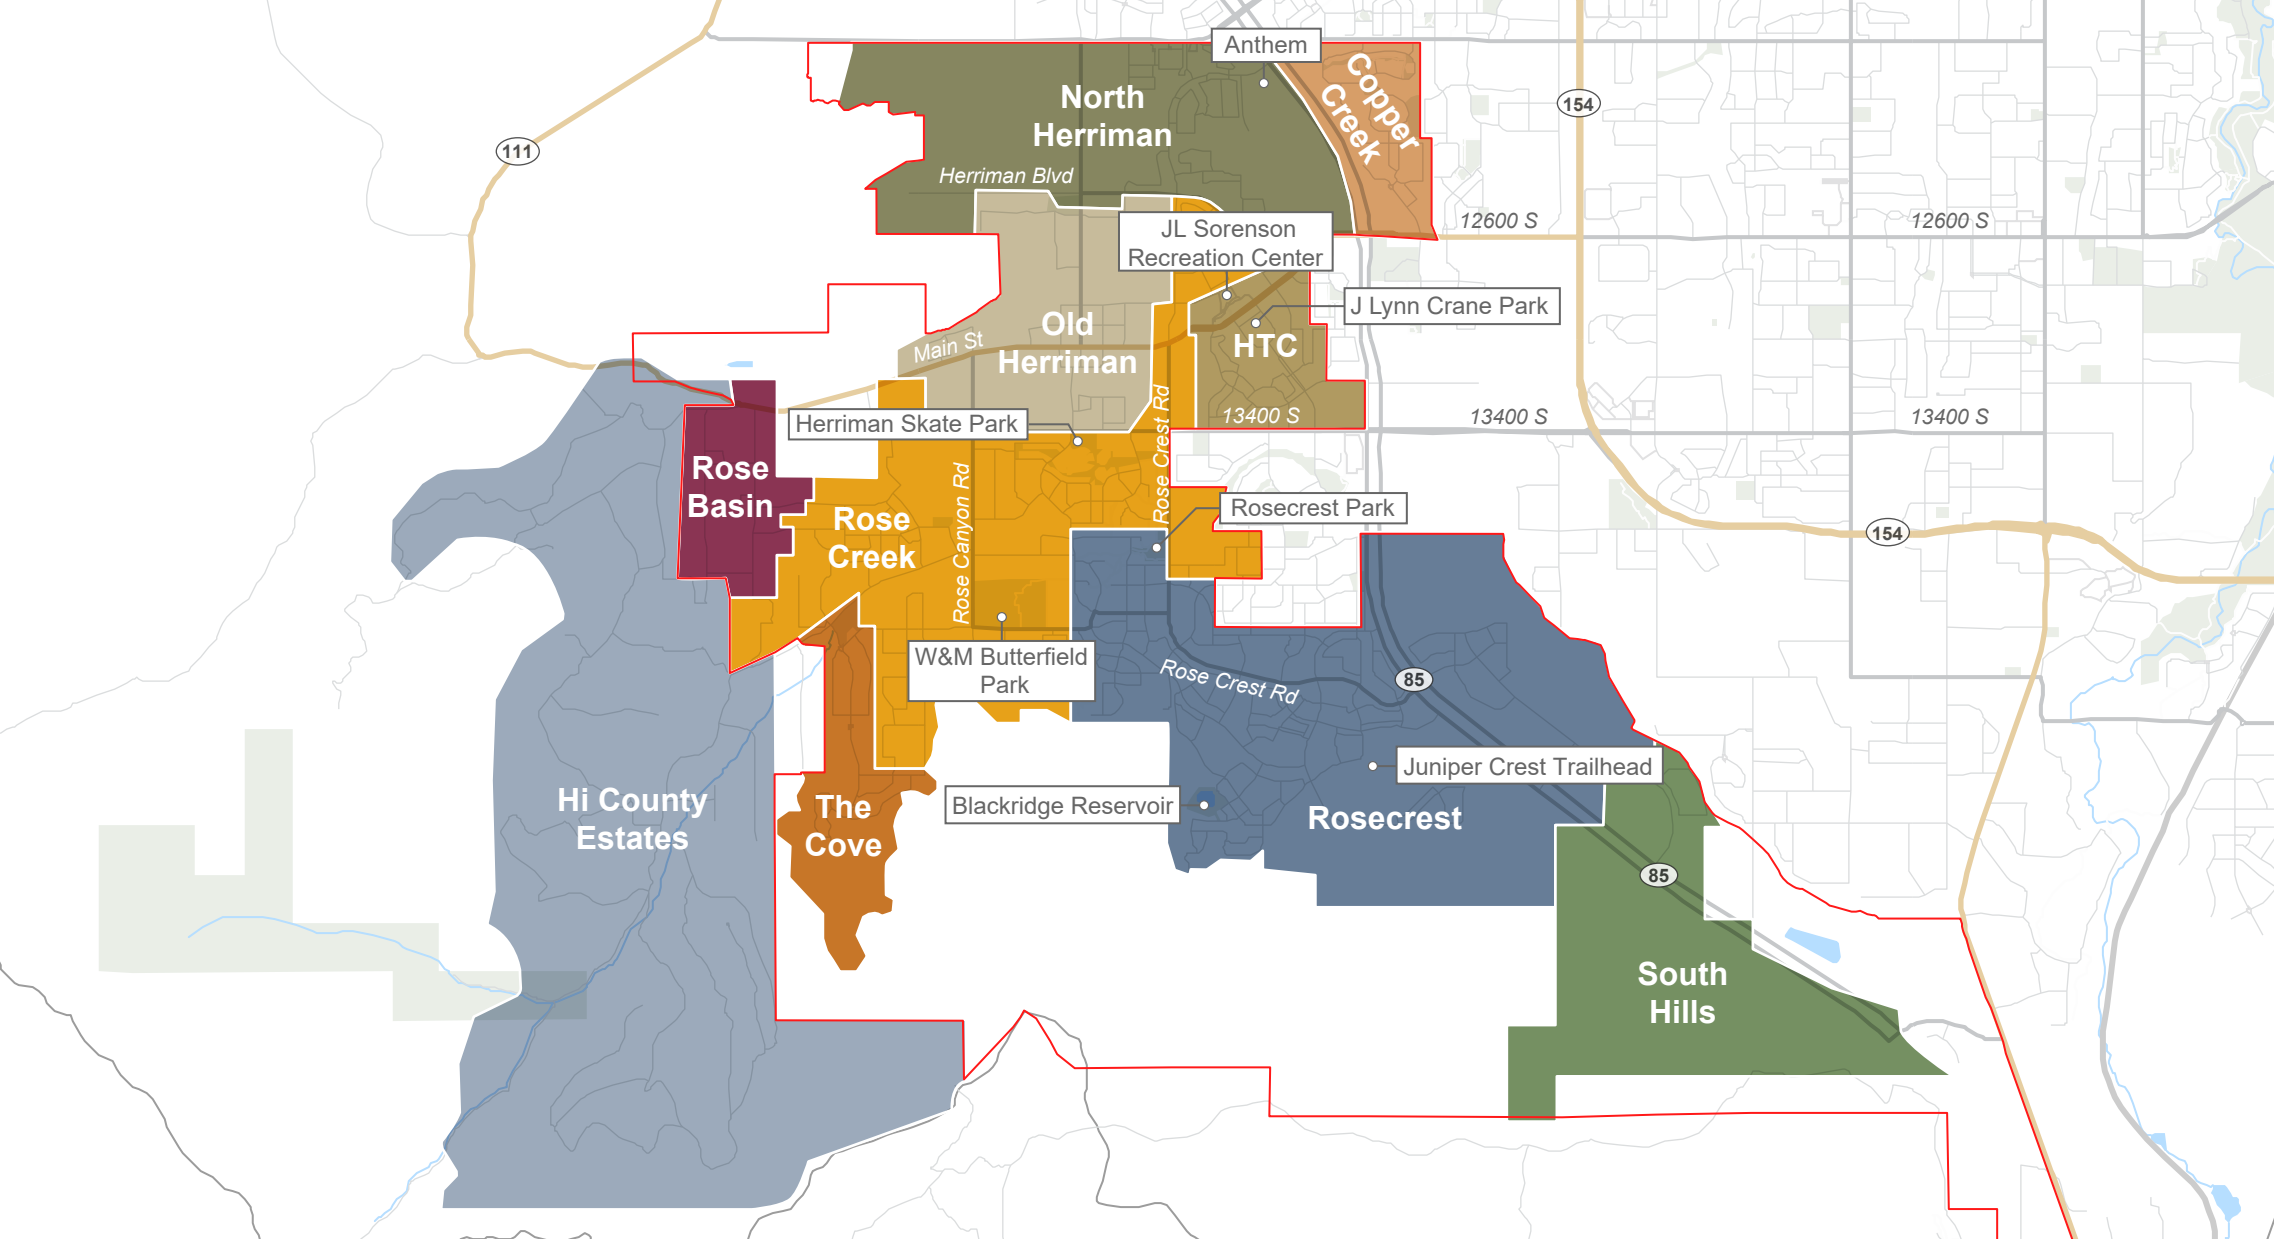 Anthem
Copper
Creek
North
Herriman
154
111
Herriman Blvd
12600 S
12600 S
JL Sorenson
Recreation Center
J Lynn Crane Park
Old
Herriman
Main St
HTC
13400 S
13400 S
13400 S
Rose Crest Rd
Herriman Skate Park
Rose
Basin
Rose
Creek
Rose Canyon Rd
Rosecrest Park
154
W&M Butterfield
Park
Rose Crest Rd
85
Juniper Crest Trailhead
Blackridge Reservoir
Rosecrest
Hi County
Estates
The
Cove
85
South
Hills